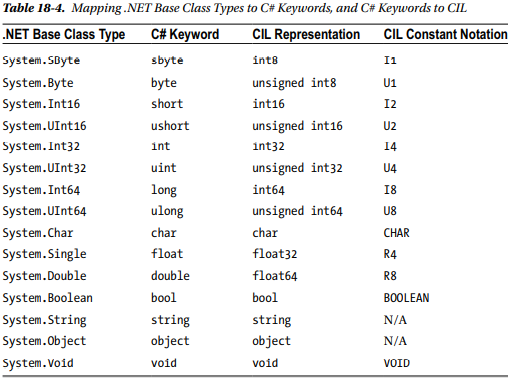 Table 18-4. Mapping .NET Base Class Types to C# Keywords, and C# Keywords to CIL
.NET Base Class Type C# Keyword CIL Representation CIL Constant Notation
System.SByte sbyte int8 I1
System.Byte byte unsigned int8 U1
System.Int16 short int16 I2
System.UInt16 ushort unsigned int16 U2
System.Int32 int int32 I4
System.UInt32 uint unsigned int32 U4
System.Int64 long int64 I8
System.UInt64 ulong unsigned int64 U8
System.Char char char CHAR
System.Single float float32 R4
System.Double double float64 R8
System.Boolean bool bool BOOLEAN
System.String string string N/A
System.Object object object N/A
System.Void void void VOID